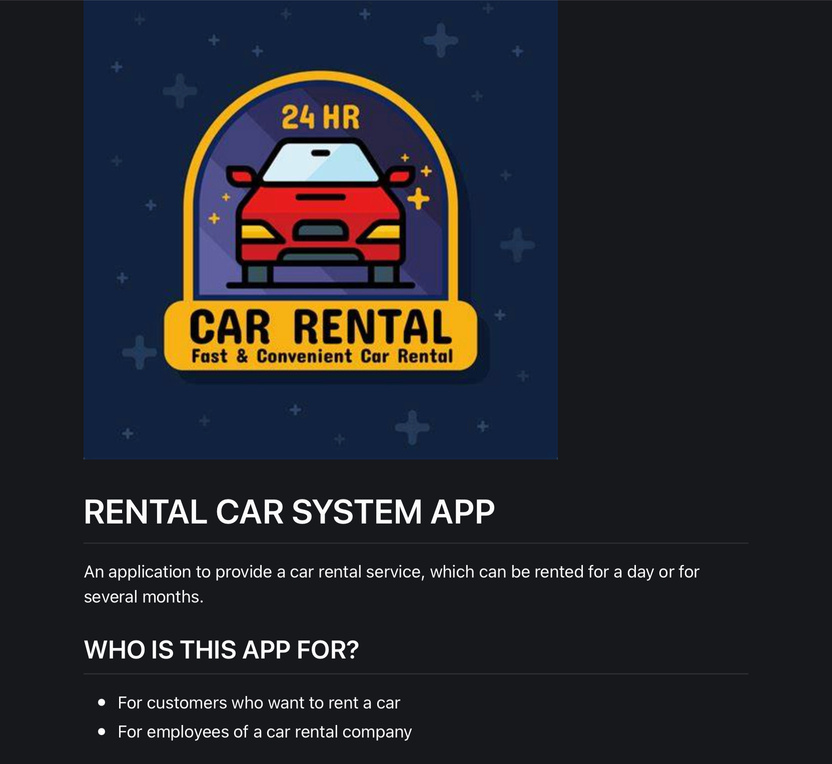 24 HR
CAR RENTAL
Fast & Convenient Car Rental
RENTAL CAR SYSTEM APP
An application to provide a car rental service, which can be rented for a day or for
several months.
WHO IS THIS APP FOR?
• For customers who want to rent a car
• For employees of a car rental company